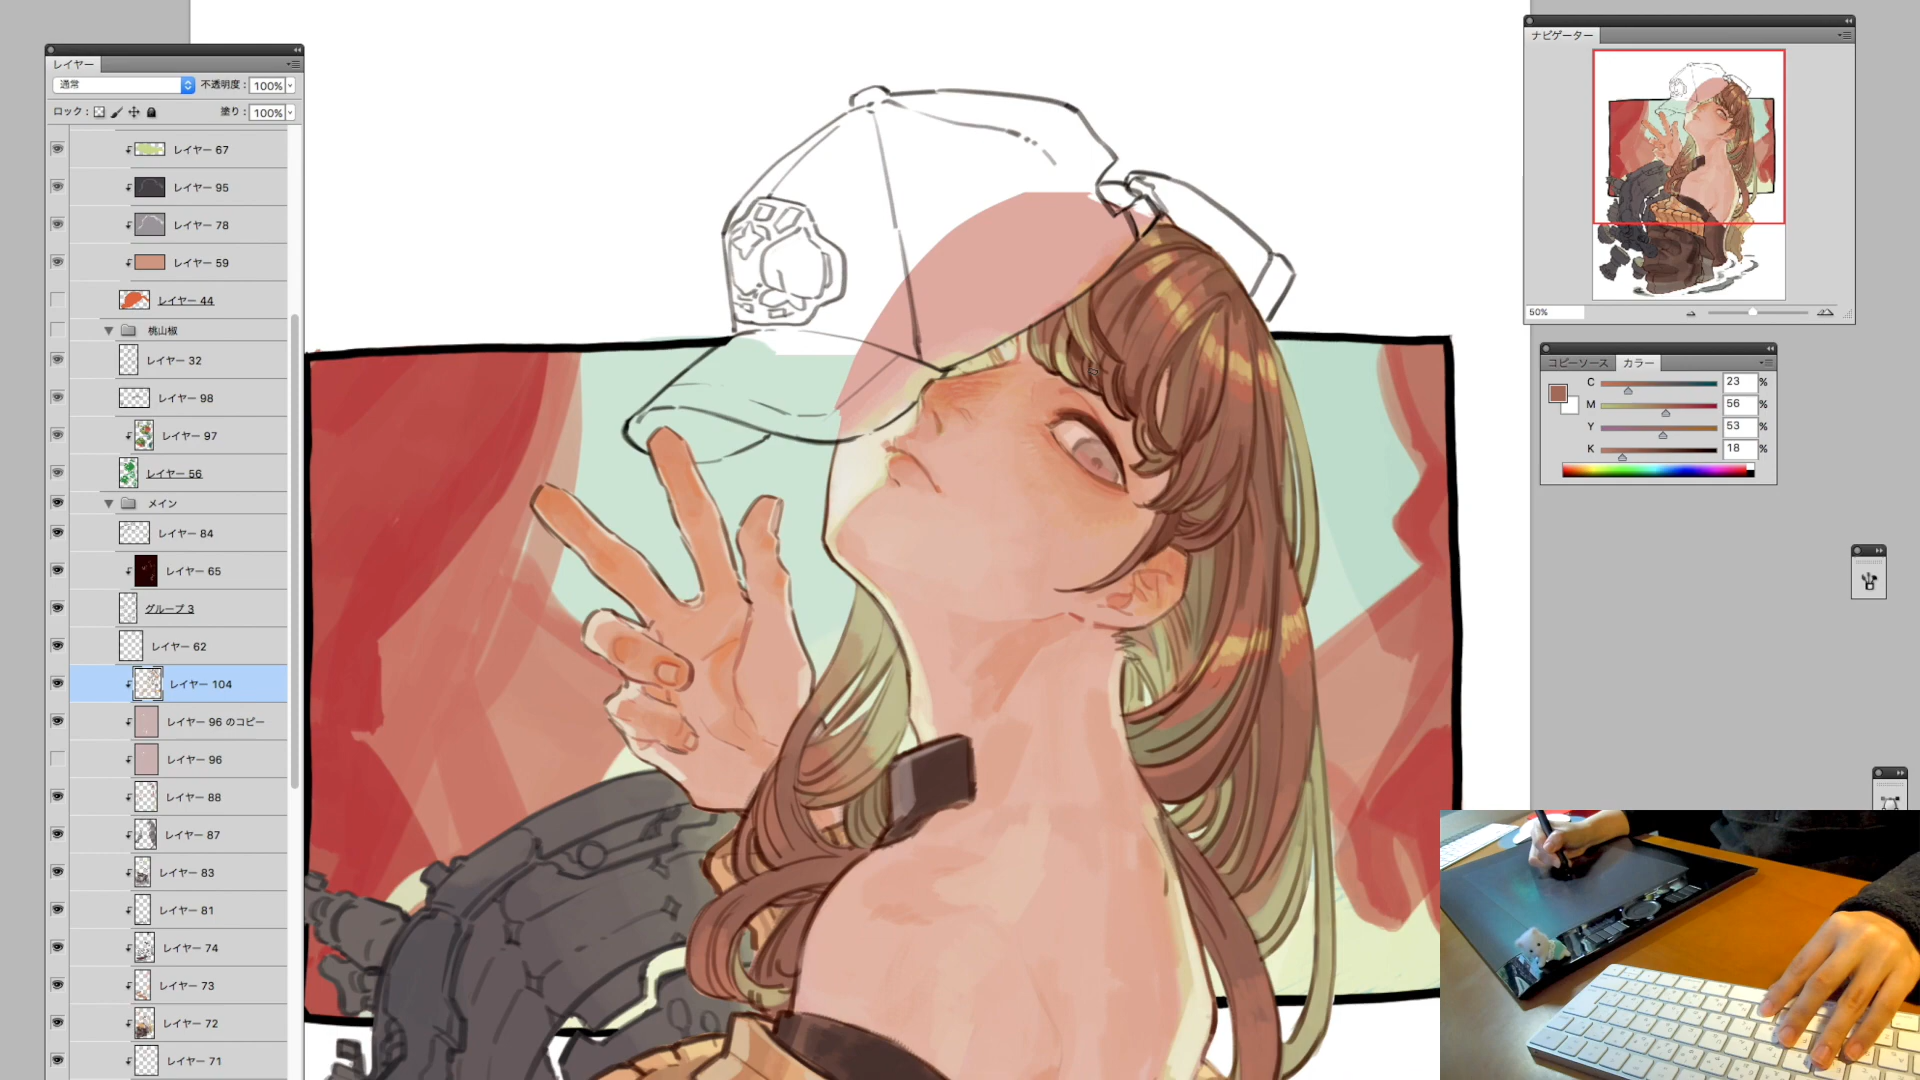 レイヤー
通常
不透明度：
100%
ロック：
塗り：
100%
レイヤー 67
レイヤー 95
レイヤー 78
レイヤー 59
レイヤー 44
桃山椒
レイヤー 32
レイヤー 98
レイヤー 97
レイヤー 56
メイン
レイヤー 84
レイヤー 65
グループ 3
レイヤー 62
レイヤー 104
レイヤー 96 のコピー
レイヤー 96
レイヤー 88
レイヤー 87
レイヤー 83
レイヤー 81
レイヤー 74
レイヤー 73
レイヤー 72
レイヤー 71
ナビゲーター
50%
コピーソース カラー
C 23 %
M 56 %
Y 53 %
K 18 %